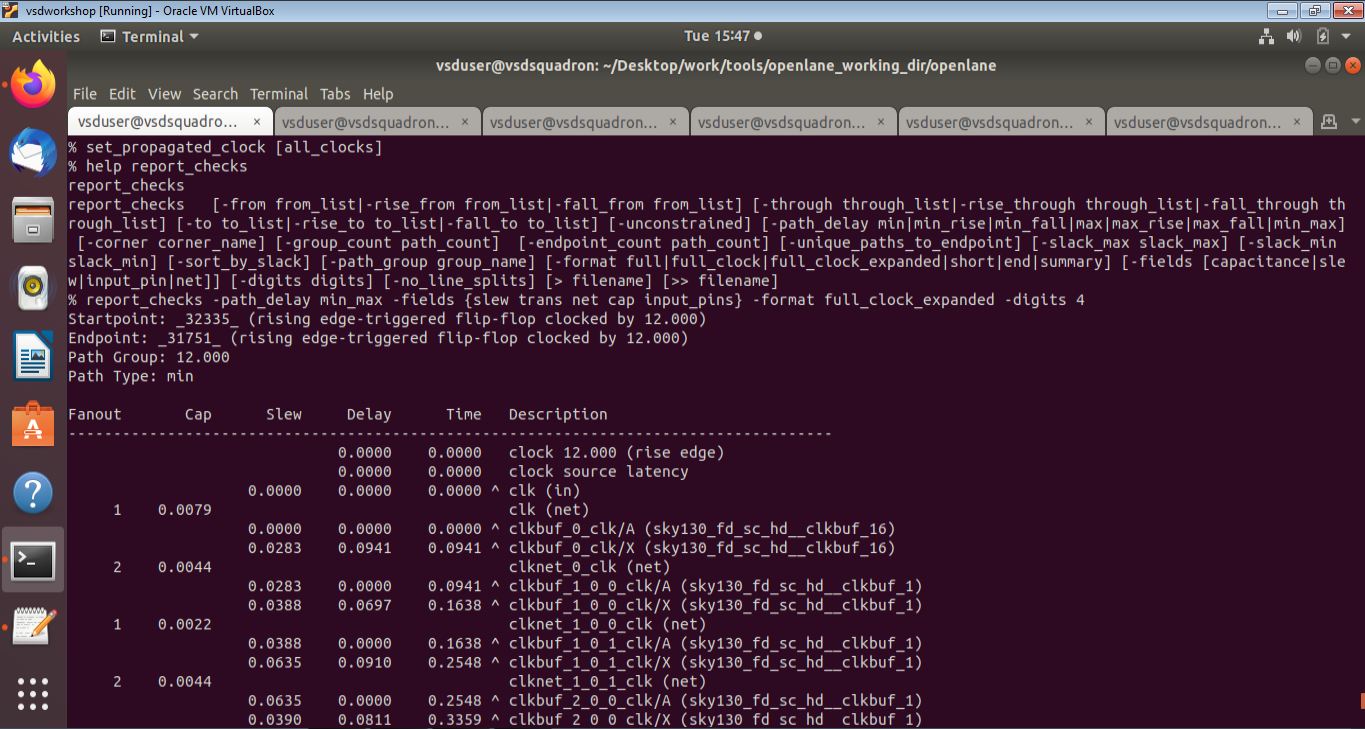 vsdworkshop [Running] - Oracle VM VirtualBox
Activities Terminal Tue 15:47
vsduser@vsdsquadron: ~/Desktop/work/tools/openlane_working_dir/openlane
File Edit View Search Terminal Tabs Help
vsduser@vsdsquadro... × vsduser@vsdsquadron... × vsduser@vsdsquadron... × vsduser@vsdsquadron... × vsduser@vsdsquadron... × vsduser@vsdsquadron... ×
% set_propagated_clock [all_clocks]
% help report_checks
report_checks
report_checks   [-from from_list|-rise_from from_list|-fall_from from_list] [-through through_list|-rise_through through_list|-fall_through th
rough_list] [-to to_list|-rise_to to_list|-fall_to to_list] [-unconstrained] [-path_delay min|min_rise|min_fall|max|max_rise|max_fall|min_max]
 [-corner corner_name] [-group_count path_count]  [-endpoint_count path_count] [-unique_paths_to_endpoint] [-slack_max slack_max] [-slack_min
slack_min] [-sort_by_slack] [-path_group group_name] [-format full|full_clock|full_clock_expanded|short|end|summary] [-fields [capacitance|sle
w|input_pin|net]] [-digits digits] [-no_line_splits] [> filename] [>> filename]
% report_checks -path_delay min_max -fields {slew trans net cap input_pins} -format full_clock_expanded -digits 4
Startpoint: _32335_ (rising edge-triggered flip-flop clocked by 12.000)
Endpoint: _31751_ (rising edge-triggered flip-flop clocked by 12.000)
Path Group: 12.000
Path Type: min
Fanout       Cap      Slew     Delay      Time   Description
-------------------------------------------------------------------------------------
                              0.0000    0.0000   clock 12.000 (rise edge)
                              0.0000    0.0000   clock source latency
                    0.0000    0.0000    0.0000 ^ clk (in)
     1    0.0079                                 clk (net)
                    0.0000    0.0000    0.0000 ^ clkbuf_0_clk/A (sky130_fd_sc_hd__clkbuf_16)
                    0.0283    0.0941    0.0941 ^ clkbuf_0_clk/X (sky130_fd_sc_hd__clkbuf_16)
     2    0.0044                                 clknet_0_clk (net)
                    0.0283    0.0000    0.0941 ^ clkbuf_1_0_0_clk/A (sky130_fd_sc_hd__clkbuf_1)
                    0.0388    0.0697    0.1638 ^ clkbuf_1_0_0_clk/X (sky130_fd_sc_hd__clkbuf_1)
     1    0.0022                                 clknet_1_0_0_clk (net)
                    0.0388    0.0000    0.1638 ^ clkbuf_1_0_1_clk/A (sky130_fd_sc_hd__clkbuf_1)
                    0.0635    0.0910    0.2548 ^ clkbuf_1_0_1_clk/X (sky130_fd_sc_hd__clkbuf_1)
     2    0.0044                                 clknet_1_0_1_clk (net)
                    0.0635    0.0000    0.2548 ^ clkbuf_2_0_0_clk/A (sky130_fd_sc_hd__clkbuf_1)
                    0.0390    0.0811    0.3359 ^ clkbuf_2_0_0_clk/X (sky130_fd_sc_hd__clkbuf_1)